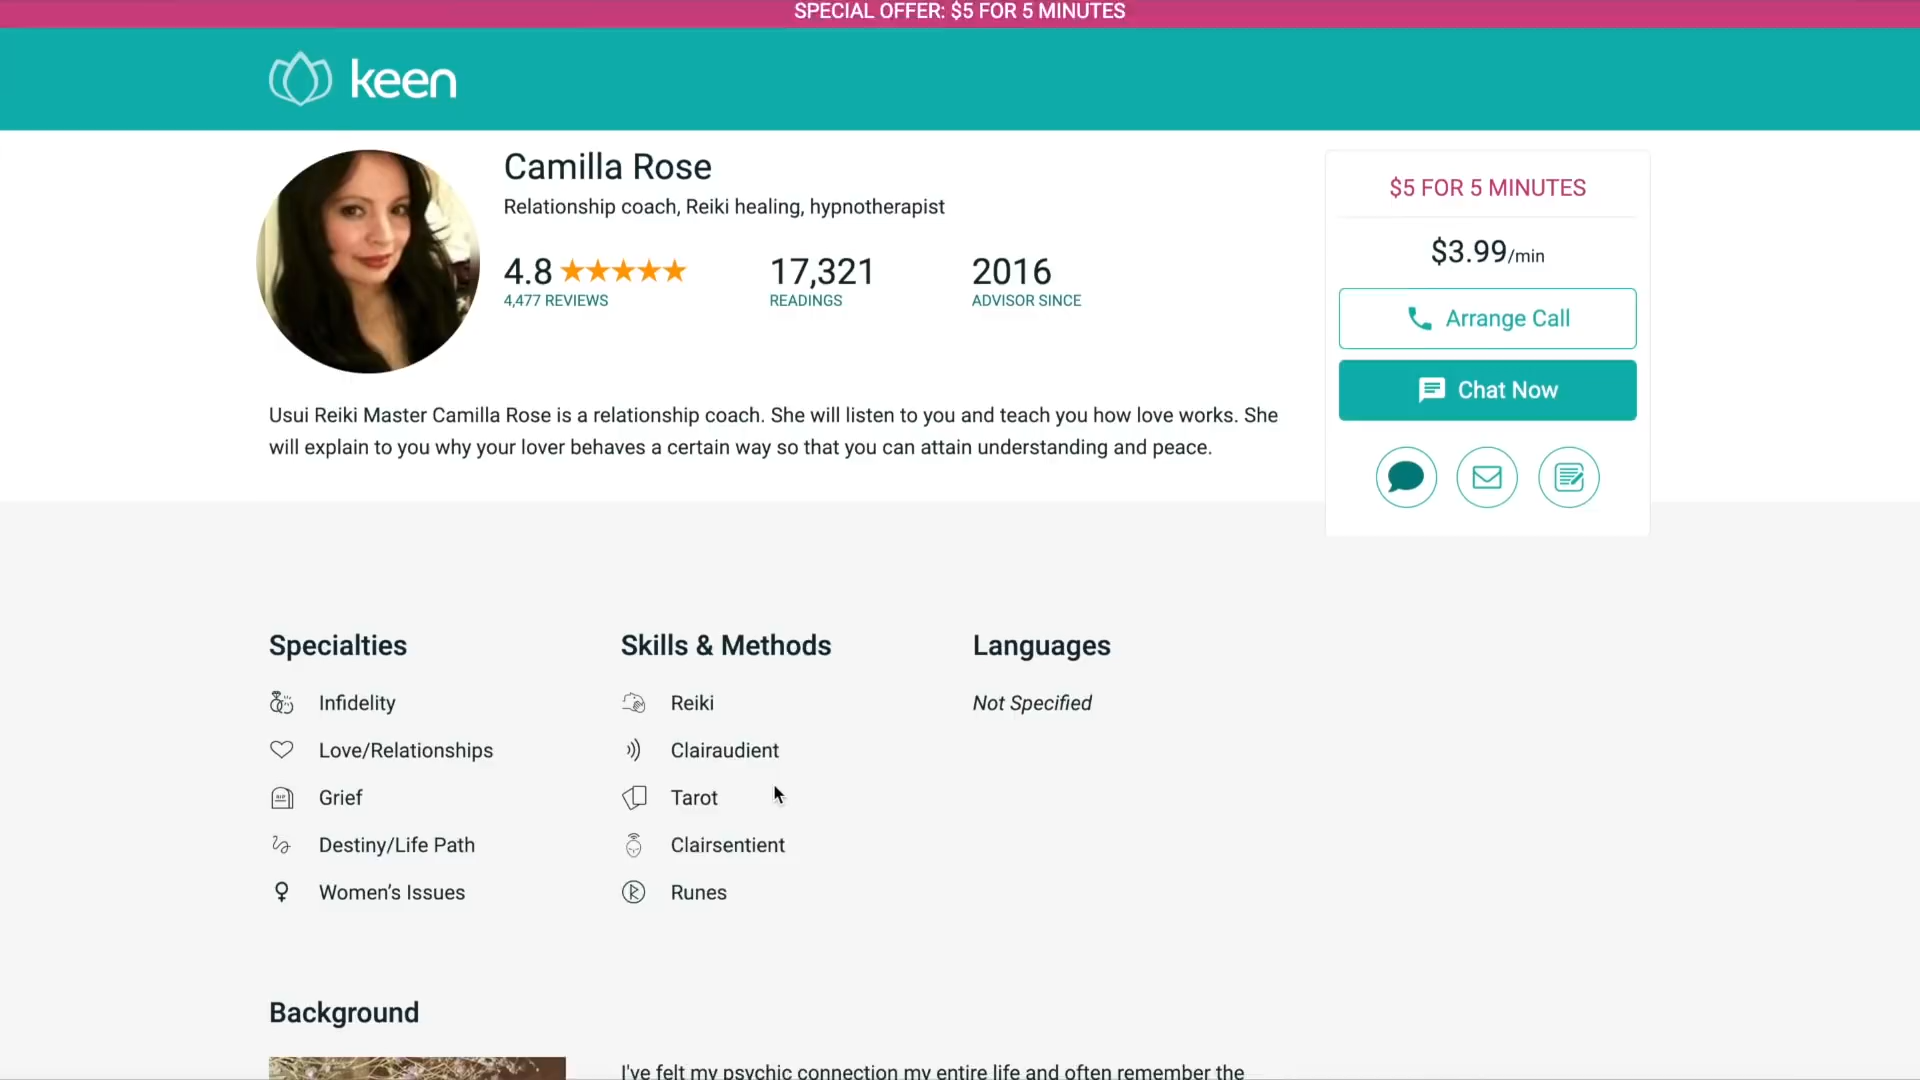 SPECIAL OFFER: $5 FOR 5 MINUTES
keen
Camilla Rose
Relationship coach, Reiki healing, hypnotherapist
4.8
4,477 REVIEWS
17,321
READINGS
2016
ADVISOR SINCE
Usui Reiki Master Camilla Rose is a relationship coach. She will listen to you and teach you how love works. She
will explain to you why your lover behaves a certain way so that you can attain understanding and peace.
$5 FOR 5 MINUTES
$3.99/min
Arrange Call
Chat Now
Specialties
Infidelity
Love/Relationships
Grief
Destiny/Life Path
Women's Issues
Skills & Methods
Reiki
Clairaudient
Tarot
Clairsentient
Runes
Languages
Not Specified
Background
I've felt my psychic connection my entire life and often remember the